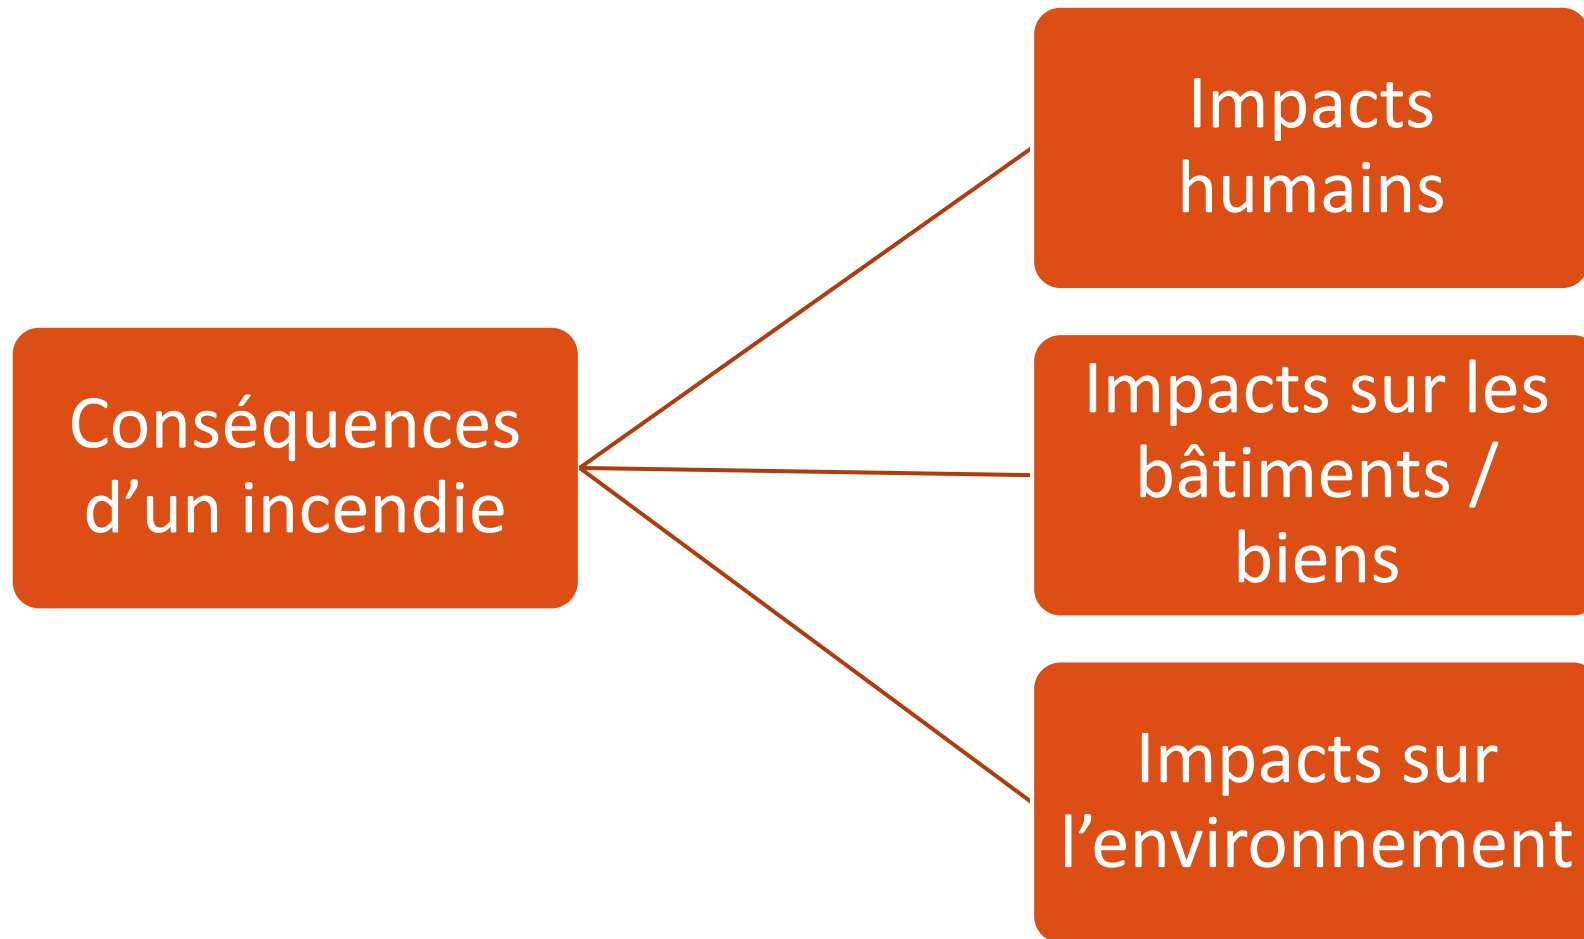 Conséquences
d’un incendie
Impacts
humains
Impacts sur les
bâtiments /
biens
Impacts sur
l’environnement